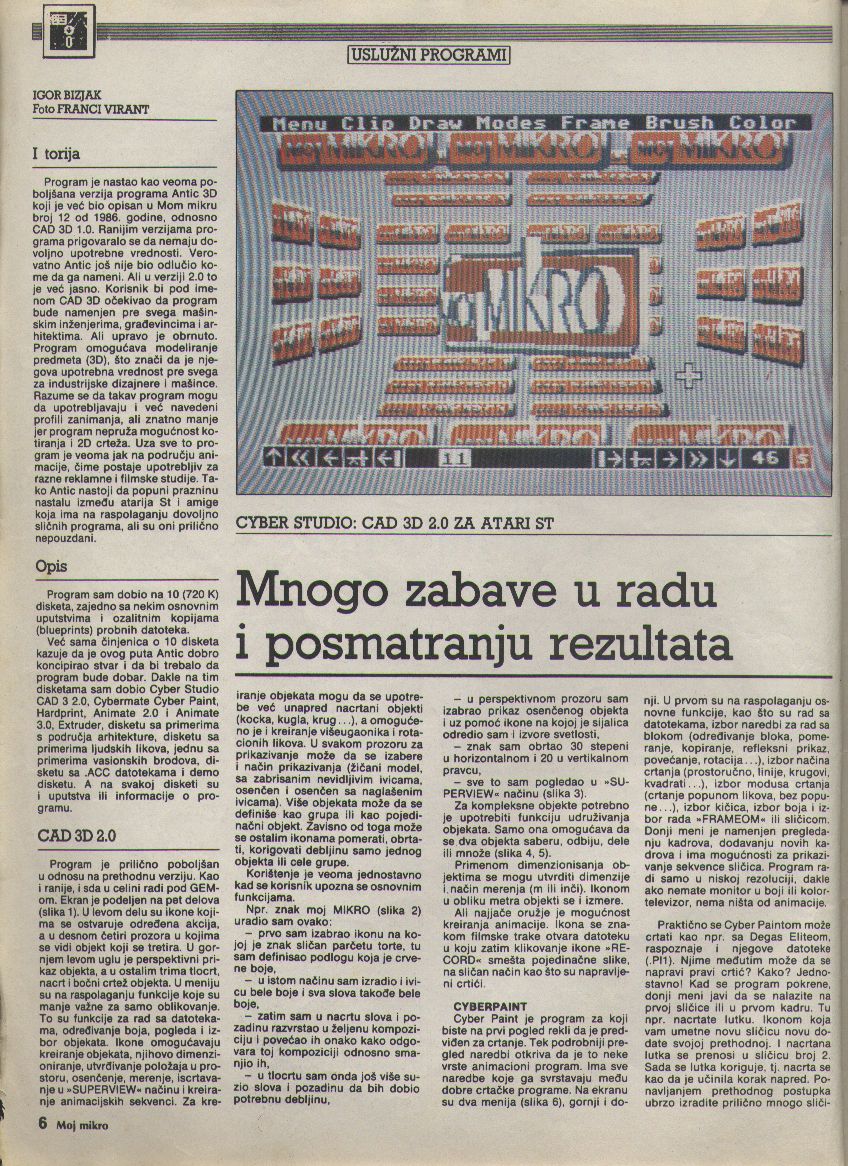 USLUŽNI PROGRAMI
IGOR BIZJAK
Foto FRANCI VIRANT
I torija
Program je nastao kao veoma po-
boljšana verzija programa Antic 3D
koji je već bio opisan u Mom mikru
broj 12 od 1986. godine, odnosno
CAD 3D 1.0. Ranijim verzijama pro-
grama prigovaralo se da nemaju do-
voljno upotrebne vrednosti. Vero-
vatno Antic još nije bio odlučio ko-
me da ga nameni. Ali u verziji 2.0 to
je već jasno. Korisnik bi pod ime-
nom CAD 3D očekivao da program
bude namenjen pre svega mašin-
skim inženjerima, građevincima i ar-
hitektima. Ali upravo je obrnuto.
Program omogućava modeliranje
predmeta (3D), što znači da je nje-
gova upotrebna vrednost pre svega
za industrijske dizajnere i mašince.
Razume se da takav program mogu
da upotrebljavaju i već navedeni
profili zanimanja, ali znatno manje
jer program nepruža mogućnost ko-
tiranja i 2D crteža. Uza sve to pro-
gram je veoma jak na području ani-
macije, čime postaje upotrebljiv za
razne reklamne i filmske studije. Ta-
ko Antic nastoji da popuni prazninu
nastalu između atarija St i amige
koja ima na raspolaganju dovoljno
sličnih programa, ali su oni prilično
nepouzdani.
Opis
Program sam dobio na 10 (720 K)
disketa, zajedno sa nekim osnovnim
uputstvima i ozalitnim kopijama
(blueprints) probnih datoteka.
Već sama činjenica o 10 disketa
kazuje da je ovog puta Antic dobro
koncipirao stvar i da bi trebalo da
program bude dobar. Dakle na tim
disketama sam dobio Cyber Studio
CAD 3 2.0, Cybermate Cyber Paint,
Hardprint, Animate 2.0 i Animate
3.0, Extruder, disketu sa primerima
s područja arhitekture, disketu sa
primerima ljudskih likova, jednu sa
primerima vasionskih brodova, di-
sketu sa .ACC datotekama i demo
disketu. A na svakoj disketi su
i uputstva ili informacije o pro-
gramu.
CAD 3D 2.0
Program je prilično poboljšan
u odnosu na prethodnu verziju. Kao
i ranije, i sda u celini radi pod GEM-
om. Ekran je podeljen na pet delova
(slika 1). U levom delu su ikone koji-
ma se ostvaruje određena akcija,
a u desnom četiri prozora u kojima
se vidi objekt koji se tretira. U gor-
njem levom uglu je perspektivni pri-
kaz objekta, a u ostalim trima tlocrt,
nacrt i bočni crtež objekta. U meniju
su na raspolaganju funkcije koje su
manje važne za samo oblikovanje.
To su funkcije za rad sa datoteka-
ma, određivanje boja, pogleda i iz-
bor objekata. Ikone omogućavaju
kreiranje objekata, njihovo dimenzi-
oniranje, utvrđivanje položaja u pro-
storu, osenčenje, merenje, iscrtava-
nje u »SUPERVIEW« načinu i kreira-
nje animacijskih sekvenci. Za kre-
Menu Clip Draw Modes Frame Brush Color
MOJ MIKRO MOJ MIKRO MOJ MIKRO
MIKRO
11
46 S
CYBER STUDIO: CAD 3D 2.0 ZA ATARI ST
Mnogo zabave u radu
i posmatranju rezultata
iranje objekata mogu da se upotre-
be već unapred nacrtani objekti
(kocka, kugla, krug...), a omoguće-
no je i kreiranje višeugaonika i rota-
cionih likova. U svakom prozoru za
prikazivanje može da se izabere
i način prikazivanja (žičani model,
sa zabrisanim nevidljivim ivicama,
osenčen i osenčen sa naglašenim
ivicama). Više objekata može da se
definiše kao grupa ili kao pojedi-
načni objekt. Zavisno od toga može
se ostalim ikonama pomerati, obrta-
ti, korigovati debljinu samo jednog
objekta ili cele grupe.
Korištenje je veoma jednostavno
kad se korisnik upozna se osnovnim
funkcijama.
Npr. znak moj MIKRO (slika 2)
uradio sam ovako:
– prvo sam izabrao ikonu na ko-
joj je znak sličan parčetu torte, tu
sam definisao podlogu koja je crve-
ne boje,
– u istom načinu sam izradio i ivi-
cu bele boje i sva slova takođe bele
boje,
– zatim sam u nacrtu slova i po-
zadinu razvrstao u željenu kompozi-
ciju i povećao ih onako kako odgo-
vara toj kompoziciji odnosno sma-
njio ih,
– u tlocrtu sam onda još više su-
zio slova i pozadinu da bih dobio
potrebnu debljinu,
– u perspektivnom prozoru sam
izabrao prikaz osenčenog objekta
i uz pomoć ikone na kojoj je sijalica
odredio sam i izvore svetlosti,
– znak sam obrtao 30 stepeni
u horizontalnom i 20 u vertikalnom
pravcu,
– sve to sam pogledao u »SU-
PERVIEW« načinu (slika 3).
Za kompleksne objekte potrebno
je upotrebiti funkciju udruživanja
objekata. Samo ona omogućava da
se dva objekta saberu, odbiju, dele
ili množe (slika 4, 5).
Primenom dimenzionisanja ob-
jektima se mogu utvrditi dimenzije
i način merenja (m ili inči). Ikonom
u obliku metra objekti se i izmere.
Ali najjače oružje je mogućnost
kreiranja animacije. Ikona se zna-
kom filmske trake otvara datoteku
u koju zatim klikovanje ikone »RE-
CORD« smešta pojedinačne slike,
na sličan način kao što su napravlje-
ni crtići.
CYBERPAINT
Cyber Paint je program za koji
biste na prvi pogled rekli da je pred-
viđen za crtanje. Tek podrobniji pre-
gled naredbi otkriva da je to neke
vrste animacioni program. Ima sve
naredbe koje ga svrstavaju među
dobre crtačke programe. Na ekranu
su dva menija (slika 6), gornji i do-
nji. U prvom su na raspolaganju os-
novne funkcije, kao što su rad sa
datotekama, izbor naredbi za rad sa
blokom (određivanje bloka, pome-
ranje, kopiranje, refleksni prikaz,
povećanje, rotacija...), izbor načina
crtanja (prostoručno, linije, krugovi,
kvadrati...), izbor modusa crtanja
(crtanje popunom likova, bez popu-
ne...), izbor kičica, izbor boja i iz-
bor rada »FRAMEOM« ili sličicom.
Donji meni je namenjen pregleda-
nju kadrova, dodavanju novih ka-
drova i ima mogućnosti za prikazi-
vanje sekvence sličica. Program ra-
di samo u niskoj rezoluciji, dakle
ako nemate monitor u boji ili kolor-
televizor, nema ništa od animacije.
Praktično se Cyber Paintom može
crtati kao npr. sa Degas Eliteom,
raspoznaje i njegove datoteke
(.PI1). Njime međutim može da se
napravi pravi crtić? Kako? Jedno-
stavno! Kad se program pokrene,
donji meni javi da se nalazite na
prvoj sličice ili u prvom kadru. Tu
npr. nacrtate lutku. Ikonom koja
vam umetne novu sličicu novu do-
date svojoj prethodnoj. I nacrtana
lutka se prenosi u sličicu broj 2.
Sada se lutka koriguje, tj. nacrta se
kao da je učinila korak napred. Po-
navljanjem prethodnog postupka
ubrzo izradite prilično mnogo sliči-
6 Moj mikro